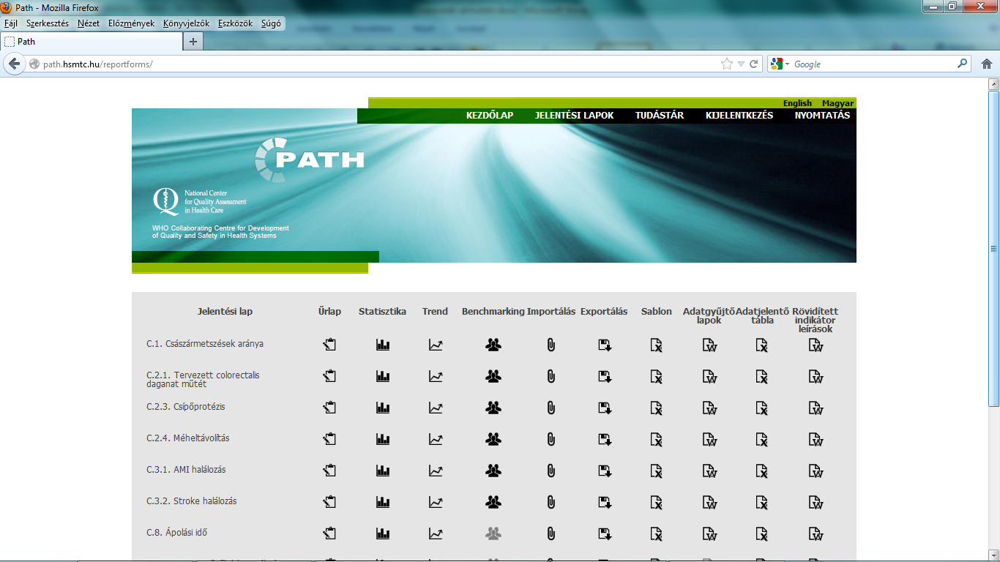 Path - Mozilla Firefox
Fájl Szerkesztés Nézet Előzmények Könyvjelzők Eszközök Súgó
Path
path.hsmtc.hu/reportforms/
Google
English Magyar
KEZDŐLAP JELENTÉSI LAPOK TUDÁSTÁR KIJELENTKEZÉS NYOMTATÁS
PATH
National Center
for Quality Assessment
in Health Care
WHO Collaborating Centre for Development
of Quality and Safety in Health Systems
Jelentési lap Űrlap Statisztika Trend Benchmarking Importálás Exportálás Sablon Adatgyűjtő lapok Adatjelentő tábla Rövidített indikátor leírások
C.1. Császármetszések aránya
C.2.1. Tervezett colorectalis
daganat műtét
C.2.3. Csípőprotézis
C.2.4. Méheltávolítás
C.3.1. AMI halálozás
C.3.2. Stroke halálozás
C.8. Ápolási idő